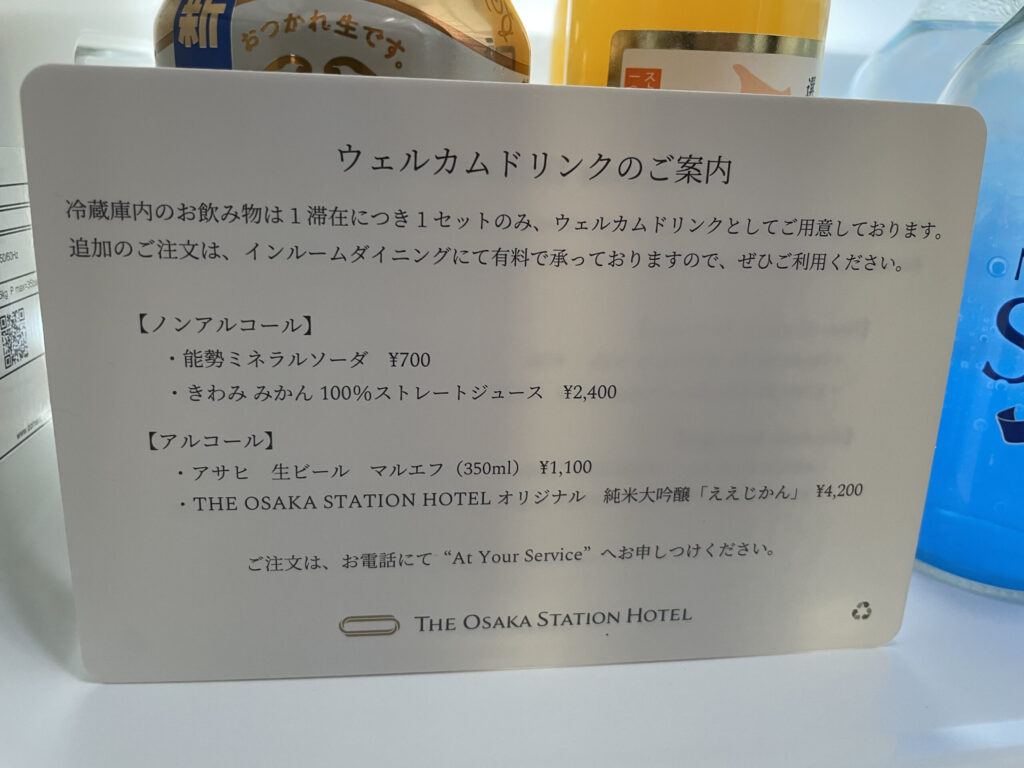 新
おつかれ生です。
ウェルカムドリンクのご案内
冷蔵庫内のお飲み物は1滞在につき1セットのみ、ウェルカムドリンクとしてご用意しております。
追加のご注文は、インルームダイニングにて有料で承っておりますので、ぜひご利用ください。
【ノンアルコール】
・能勢ミネラルソーダ ¥700
・きわみ みかん 100%ストレートジュース ¥2,400
【アルコール】
・アサヒ 生ビール マルエフ（350ml） ¥1,100
・THE OSAKA STATION HOTEL オリジナル 純米大吟醸「ええじかん」 ¥4,200
ご注文は、お電話にて “At Your Service” へお申しつけください。
THE OSAKA STATION HOTEL